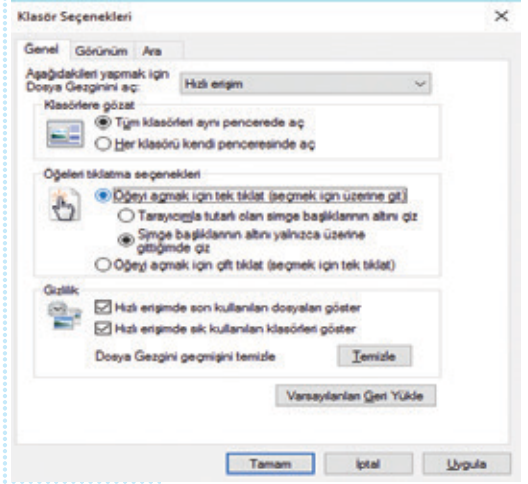 Klasör Seçenekleri
Genel Görünüm Ara
Aşağıdakileri yapmak için
Dosya Gezginini aç:
Hızlı erişim
Klasörlere gözat
Tüm klasörleri aynı pencerede aç
Her klasörü kendi penceresinde aç
Öğeleri tıklatma seçenekleri
Öğeyi açmak için tek tıklat (seçmek için üzerine git)
Tarayıcımla tutarlı olan simge başlıklarının altını çiz
Simge başlıklarının altını yalnızca üzerine
gittiğimde çiz
Öğeyi açmak için çift tıklat (seçmek için tek tıklat)
Gizlilik
Hızlı erişimde son kullanılan dosyaları göster
Hızlı erişimde sık kullanılan klasörleri göster
Dosya Gezgini geçmişini temizle
Temizle
Varsayılanları Geri Yükle
Tamam İptal Uygula